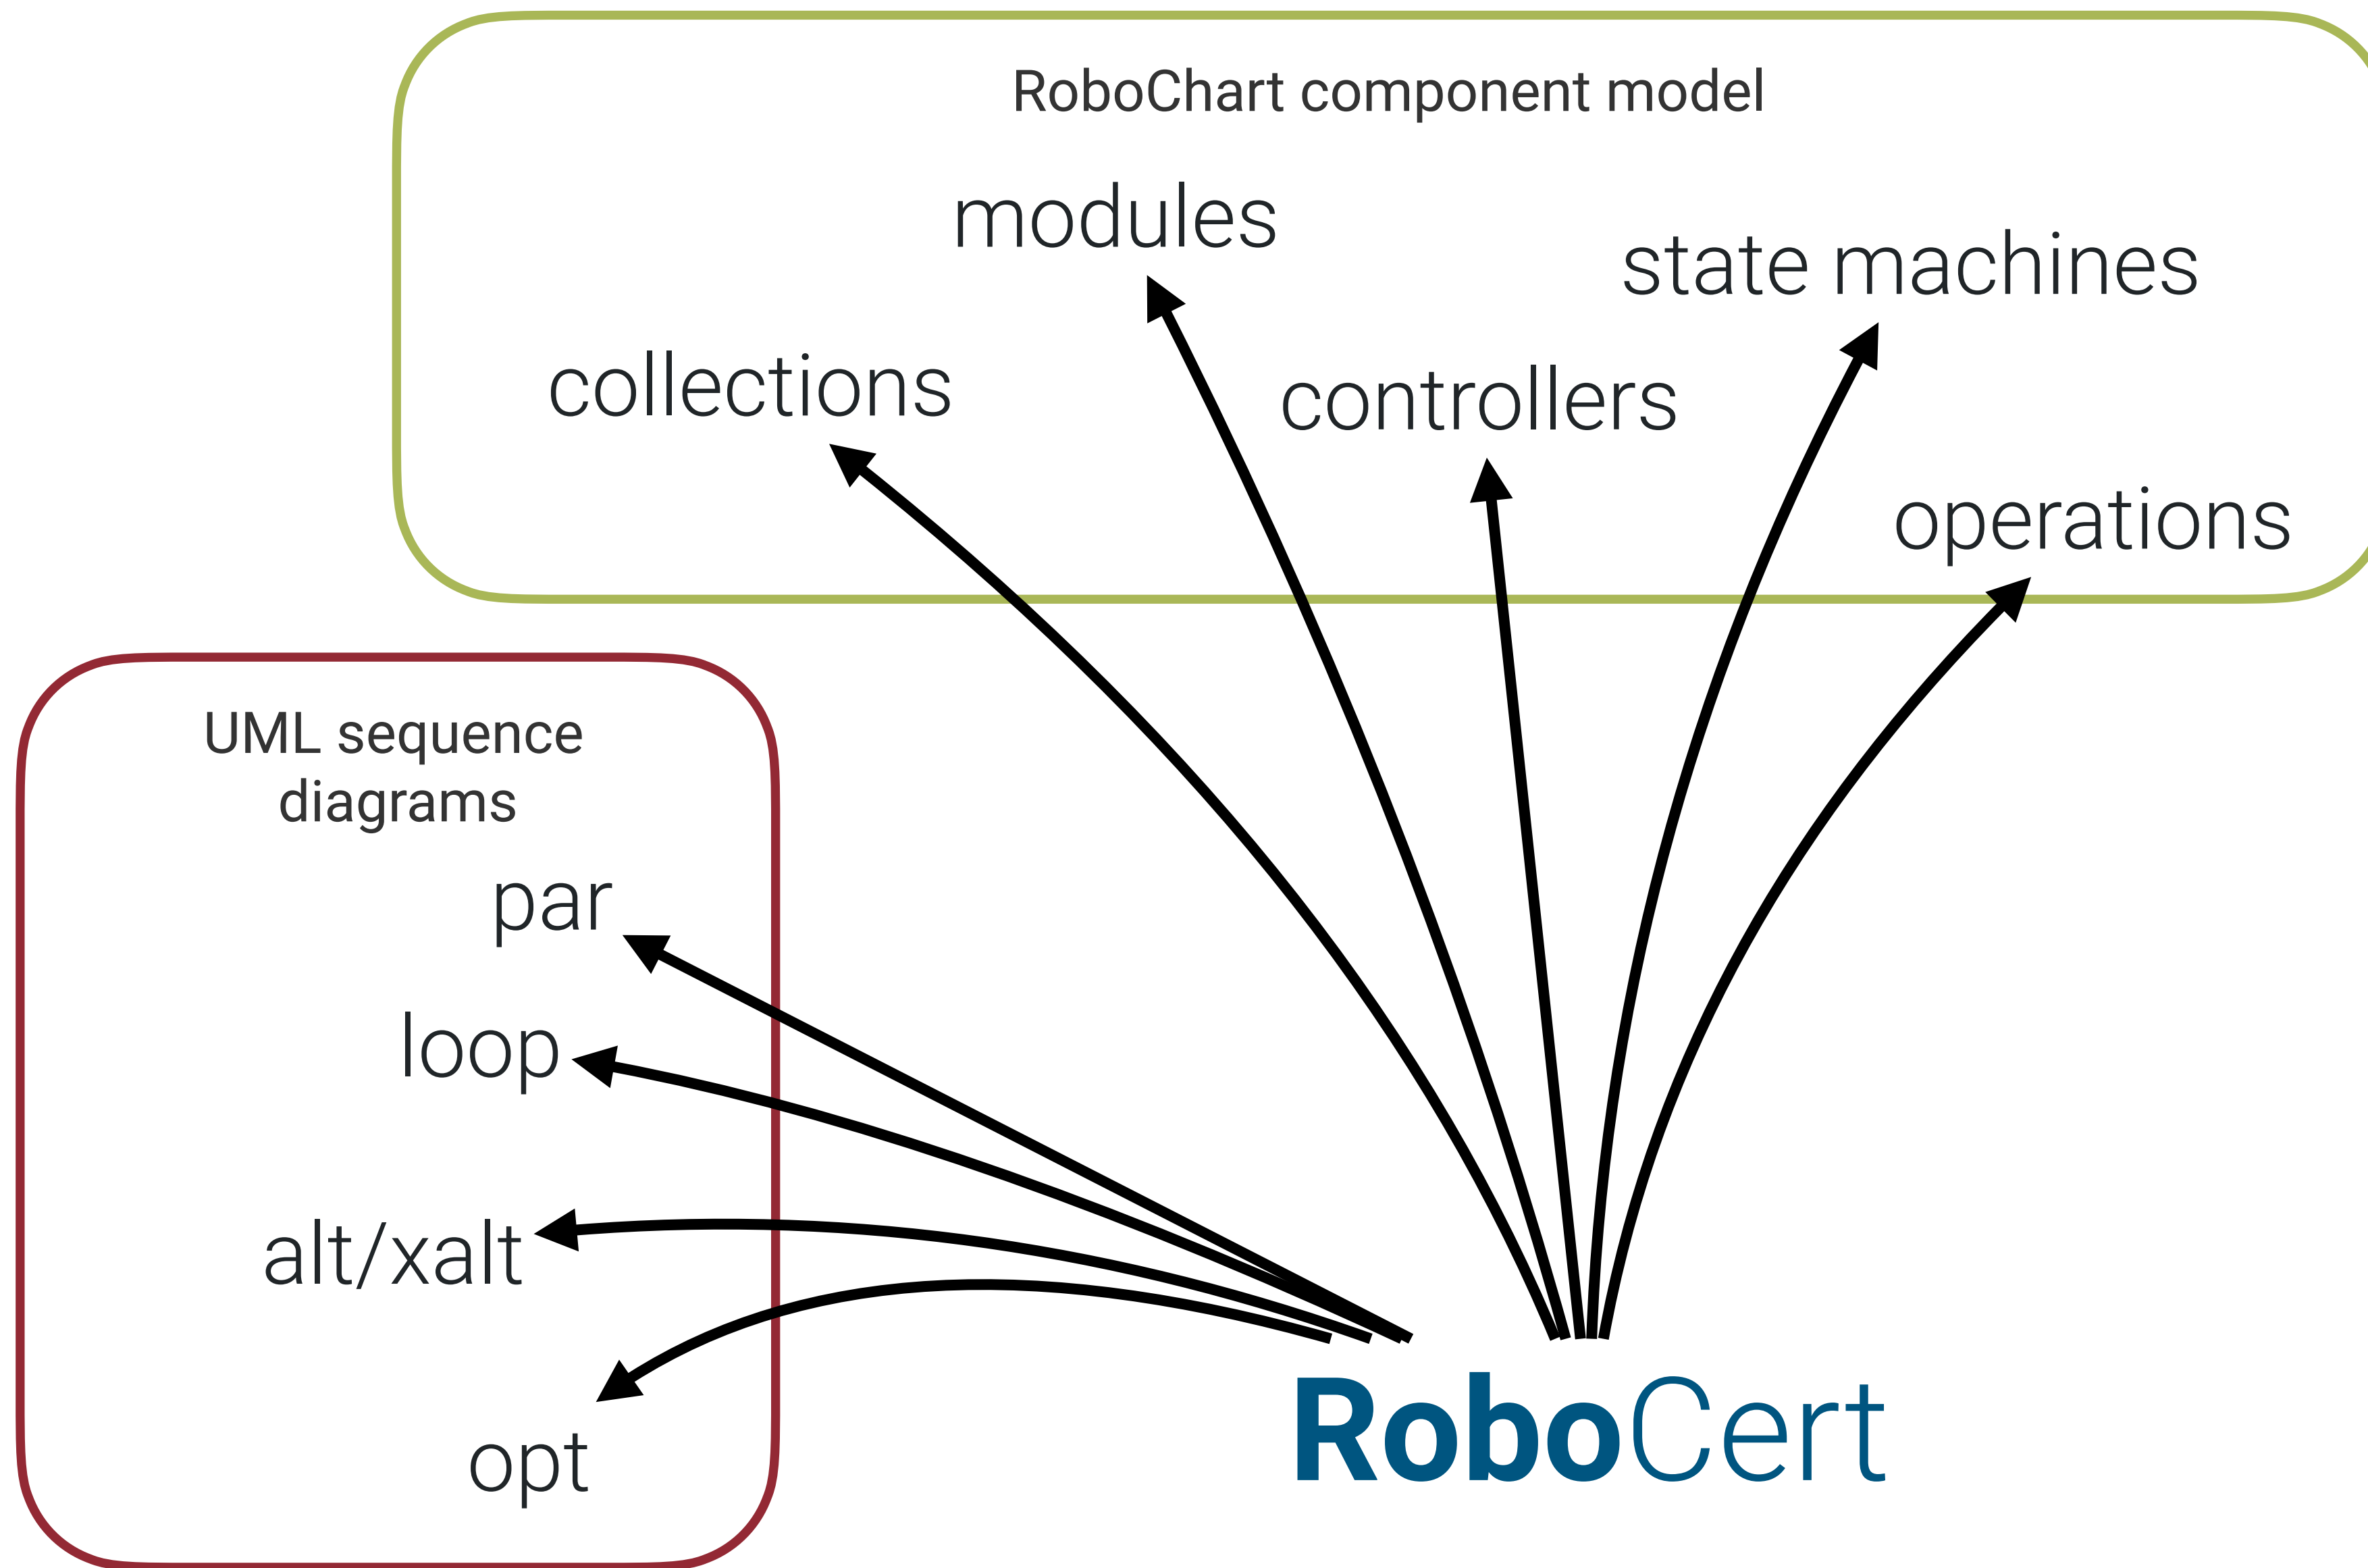 RoboChart component model
modules
state machines
collections
controllers
operations
UML sequence
diagrams
par
loop
alt/xalt
opt
RoboCert